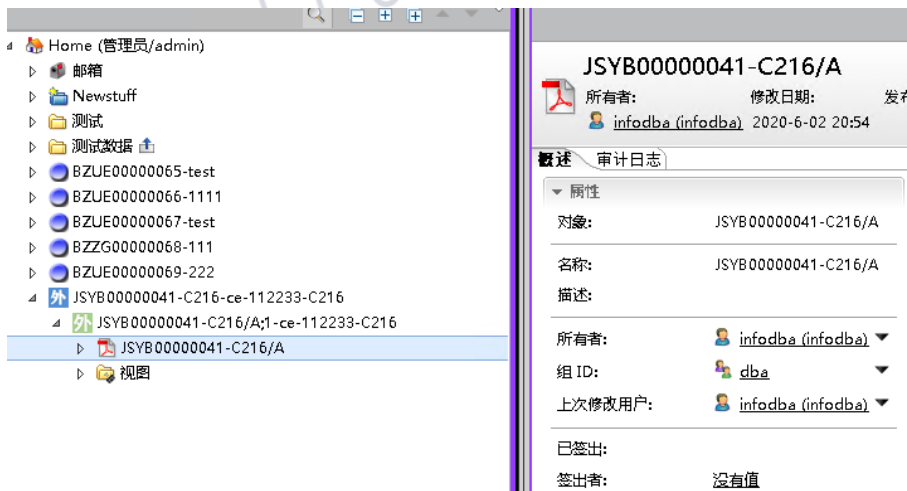 Home (管理员/admin)
邮箱
Newstuff
测试
测试数据
BZUE00000065-test
BZUE00000066-1111
BZUE00000067-test
BZZG00000068-111
BZUE00000069-222
外 JSYB00000041-C216-ce-112233-C216
外 JSYB00000041-C216/A;1-ce-112233-C216
JSYB00000041-C216/A
视图
JSYB00000041-C216/A
所有者: 修改日期: 发布
infodba (infodba) 2020-6-02 20:54
概述 审计日志
属性
对象: JSYB00000041-C216/A
名称: JSYB00000041-C216/A
描述:
所有者: infodba (infodba)
组 ID: dba
上次修改用户: infodba (infodba)
已签出:
签出者: 没有值